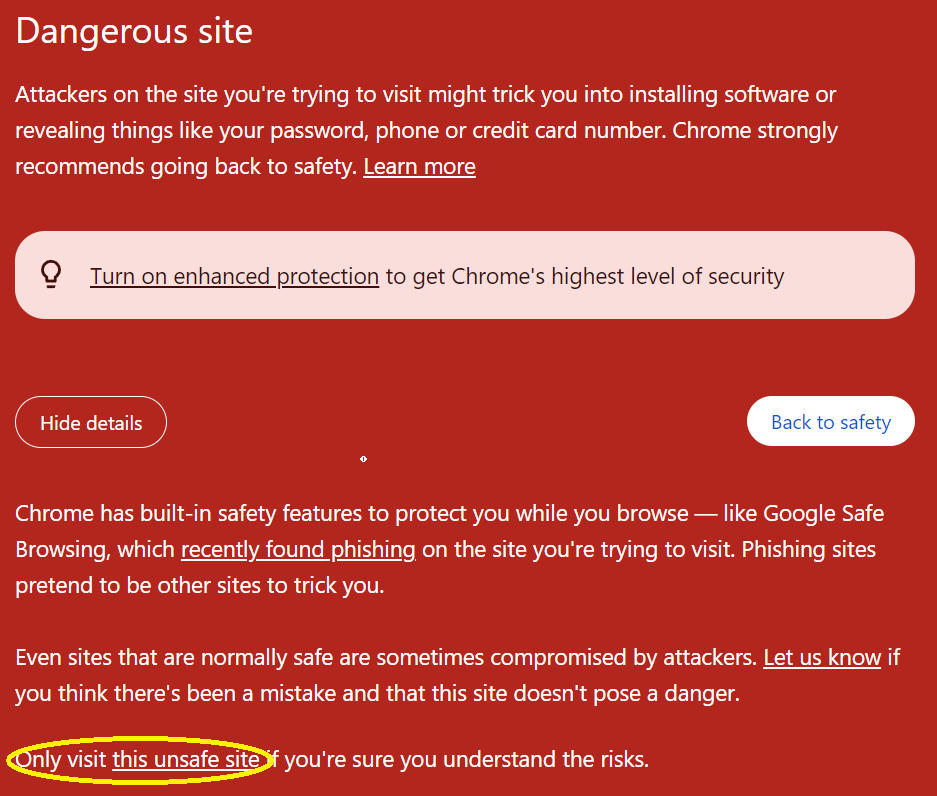 Dangerous site
Attackers on the site you're trying to visit might trick you into installing software or
revealing things like your password, phone or credit card number. Chrome strongly
recommends going back to safety. Learn more
Turn on enhanced protection to get Chrome's highest level of security
Hide details
Back to safety
Chrome has built-in safety features to protect you while you browse — like Google Safe
Browsing, which recently found phishing on the site you're trying to visit. Phishing sites
pretend to be other sites to trick you.
Even sites that are normally safe are sometimes compromised by attackers. Let us know if
you think there's been a mistake and that this site doesn't pose a danger.
Only visit this unsafe site if you're sure you understand the risks.